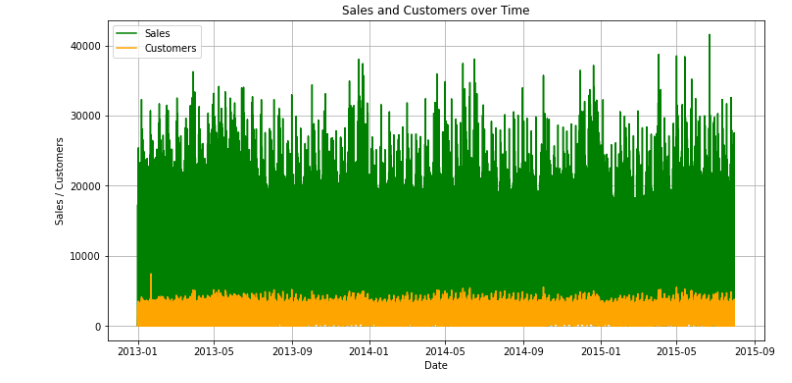 Sales and Customers over Time
Sales
Customers
Sales / Customers
40000
30000
20000
10000
0
2013-01 2013-05 2013-09 2014-01 2014-05 2014-09 2015-01 2015-05 2015-09
Date